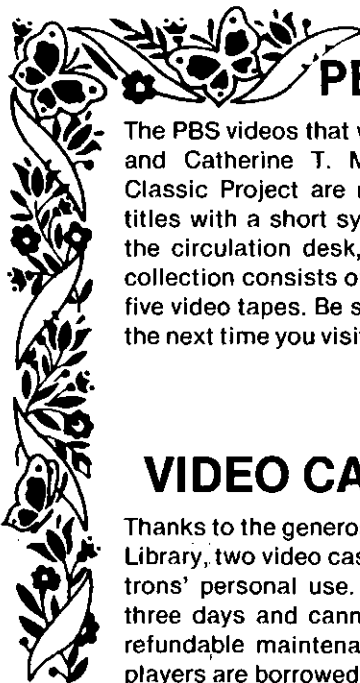 PB
The PBS videos that
and Catherine T. M
Classic Project are
titles with a short sy
the circulation desk,
collection consists o
five video tapes. Be s
the next time you visi
VIDEO CA
Thanks to the genero
Library, two video cas
trons' personal use.
three days and cann
refundable maintena
players are borrowed